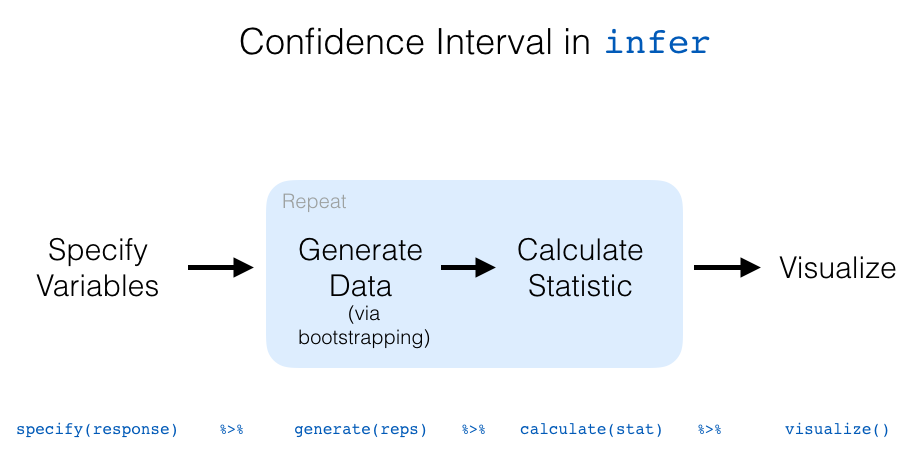 Confidence Interval in infer
Repeat
Specify
Variables
Generate
Data
(via
bootstrapping)
Calculate
Statistic
Visualize
specify(response) %>% generate(reps) %>% calculate(stat) %>% visualize()